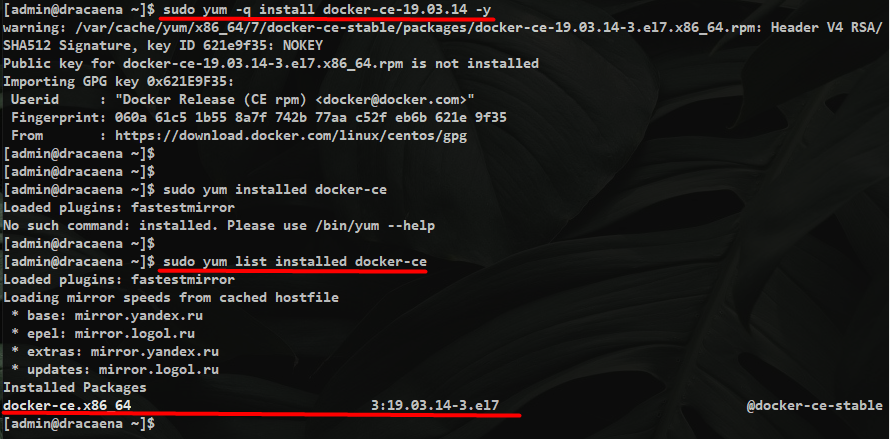 [admin@dracaena ~]$ sudo yum -q install docker-ce-19.03.14 -y
warning: /var/cache/yum/x86_64/7/docker-ce-stable/packages/docker-ce-19.03.14-3.el7.x86_64.rpm: Header V4 RSA/
SHA512 Signature, key ID 621e9f35: NOKEY
Public key for docker-ce-19.03.14-3.el7.x86_64.rpm is not installed
Importing GPG key 0x621E9F35:
 Userid     : "Docker Release (CE rpm) <docker@docker.com>"
 Fingerprint: 060a 61c5 1b55 8a7f 742b 77aa c52f eb6b 621e 9f35
 From       : https://download.docker.com/linux/centos/gpg
[admin@dracaena ~]$
[admin@dracaena ~]$
[admin@dracaena ~]$ sudo yum installed docker-ce
Loaded plugins: fastestmirror
No such command: installed. Please use /bin/yum --help
[admin@dracaena ~]$
[admin@dracaena ~]$ sudo yum list installed docker-ce
Loaded plugins: fastestmirror
Loading mirror speeds from cached hostfile
 * base: mirror.yandex.ru
 * epel: mirror.logol.ru
 * extras: mirror.yandex.ru
 * updates: mirror.logol.ru
Installed Packages
docker-ce.x86_64                              3:19.03.14-3.el7                               @docker-ce-stable
[admin@dracaena ~]$